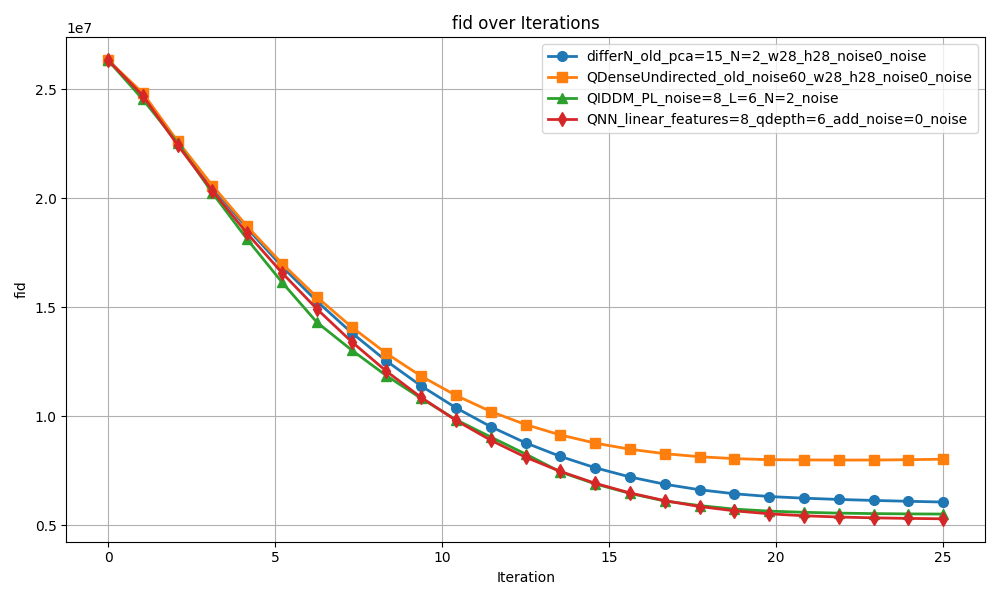 fid over Iterations
1e7
differN_old_pca=15_N=2_w28_h28_noise0_noise
QDenseUndirected_old_noise60_w28_h28_noise0_noise
QIDDM_PL_noise=8_L=6_N=2_noise
QNN_linear_features=8_qdepth=6_add_noise=0_noise
2.5
2.0
1.5
1.0
0.5
fid
0 5 10 15 20 25
Iteration